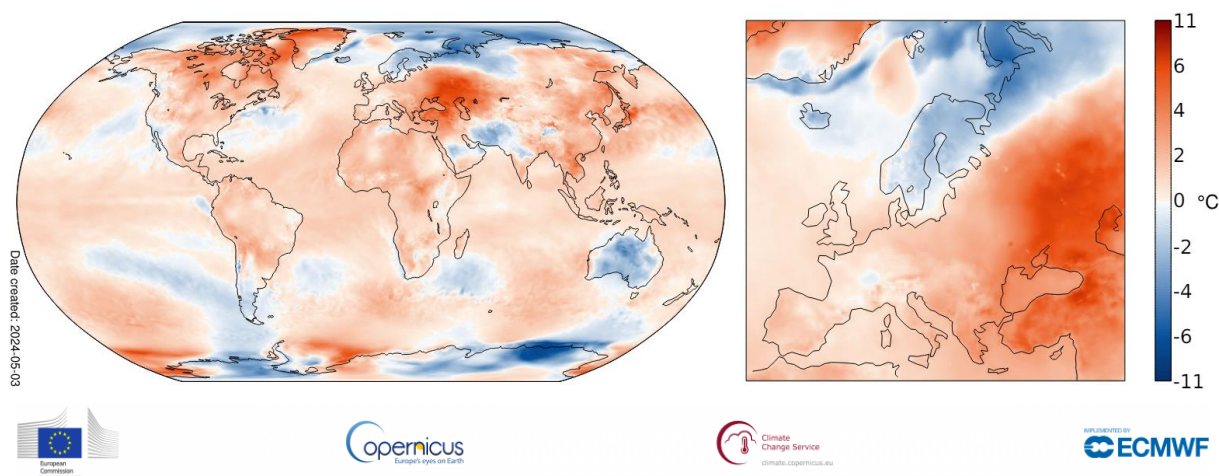 11
6
4
2
0
-2
-4
-6
-11
°C
Date created: 2024-05-03
European
Commission
opernicus
Europe's eyes on Earth
Climate
Change Service
climate.copernicus.eu
IMPLEMENTED BY
ECMWF